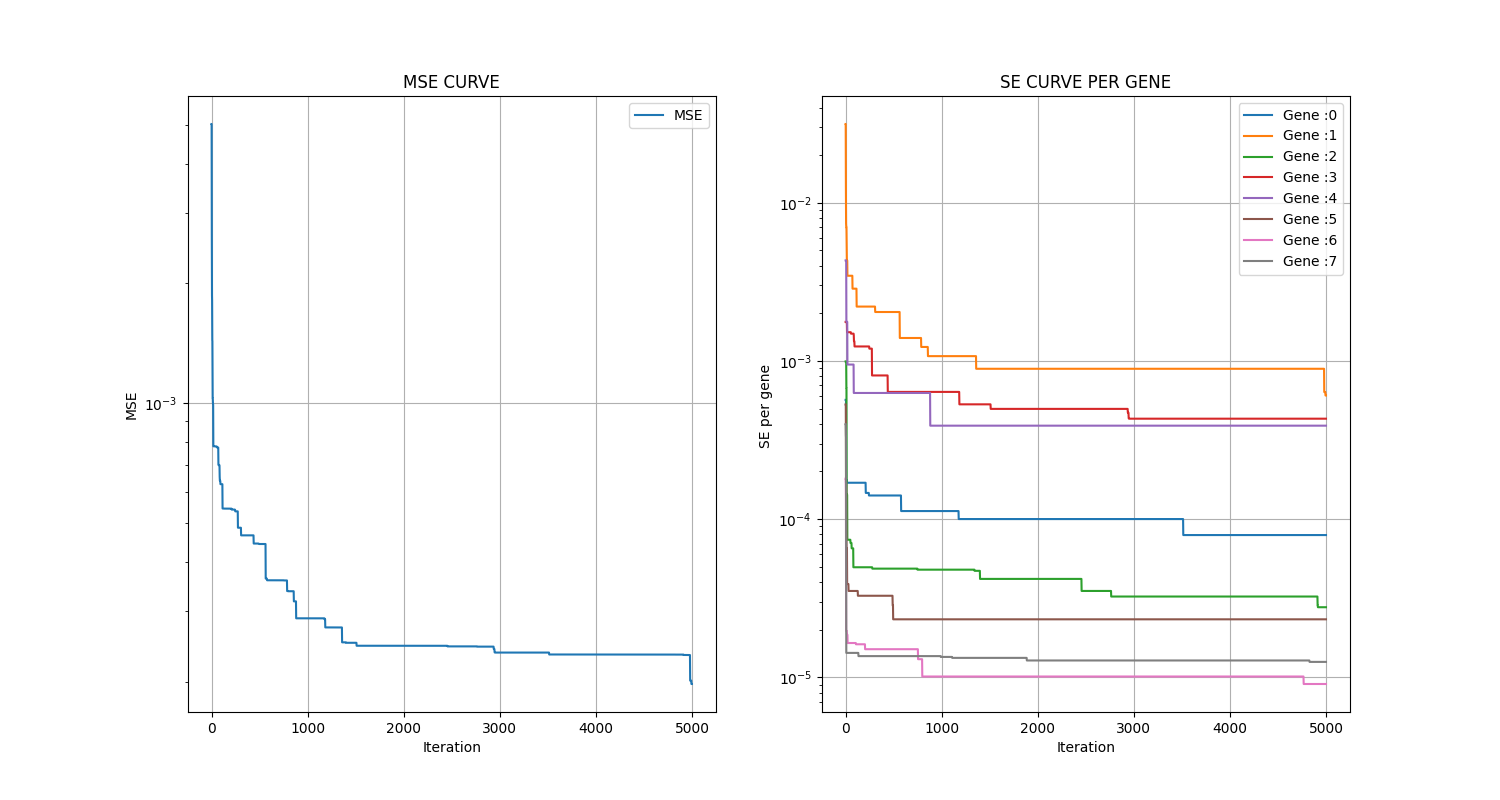 MSE CURVE
MSE
MSE
10⁻³
0 1000 2000 3000 4000 5000
Iteration
SE CURVE PER GENE
Gene :0
Gene :1
Gene :2
Gene :3
Gene :4
Gene :5
Gene :6
Gene :7
SE per gene
10⁻²
10⁻³
10⁻⁴
10⁻⁵
0 1000 2000 3000 4000 5000
Iteration